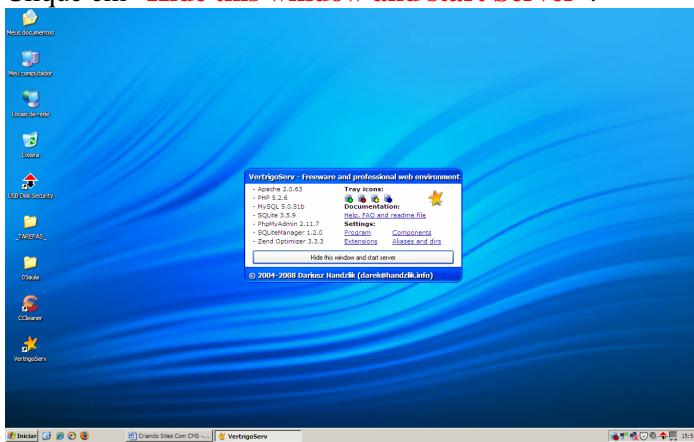 Clique em "Hide this window and start Server".
Meus documentos
Meu computador
Locais de rede
Lixeira
USB Disk Security
_TAREFAS_
05aula
CCleaner
VertrigoServ
VertrigoServ - Freeware and professional web environment
- Apache 2.0.63
- PHP 5.2.6
- MySQL 5.0.51b
- SQLite 3.5.9
- PhpMyAdmin 2.11.7
- SQLiteManager 1.2.0
- Zend Optimizer 3.3.3
Tray icons:
Documentation:
Help, FAQ and readme file
Settings:
Program Components
Extensions Aliases and dirs
Hide this window and start server
© 2004-2008 Dariusz Handzlik (darek@handzlik.info)
Iniciar
Criando Sites Com CMS -...
VertrigoServ